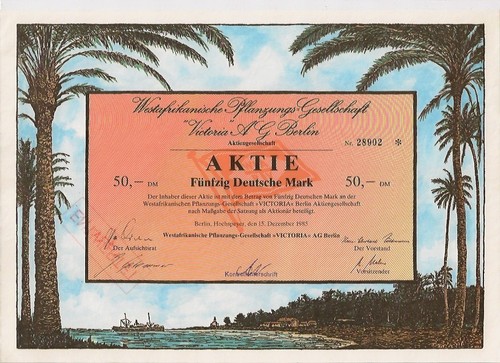 Westafrikanische Pflanzungs-Gesellschaft
"Victoria" A G Berlin
Aktiengesellschaft
Nr. 28902 *
AKTIE
50,— DM Fünfzig Deutsche Mark 50,— DM
Der Inhaber dieser Aktie ist mit dem Betrag von Fünfzig Deutschen Mark an der
Westafrikanischen Pflanzungs-Gesellschaft »VICTORIA« Berlin Aktiengesellschaft
nach Maßgabe der Satzung als Aktionär beteiligt.
Berlin, Hochspeyer, den 15. Dezember 1985
Westafrikanische Pflanzungs-Gesellschaft »VICTORIA« AG Berlin
Der Aufsichtsrat
Der Vorstand
Kontrollunterschrift
Vorsitzender